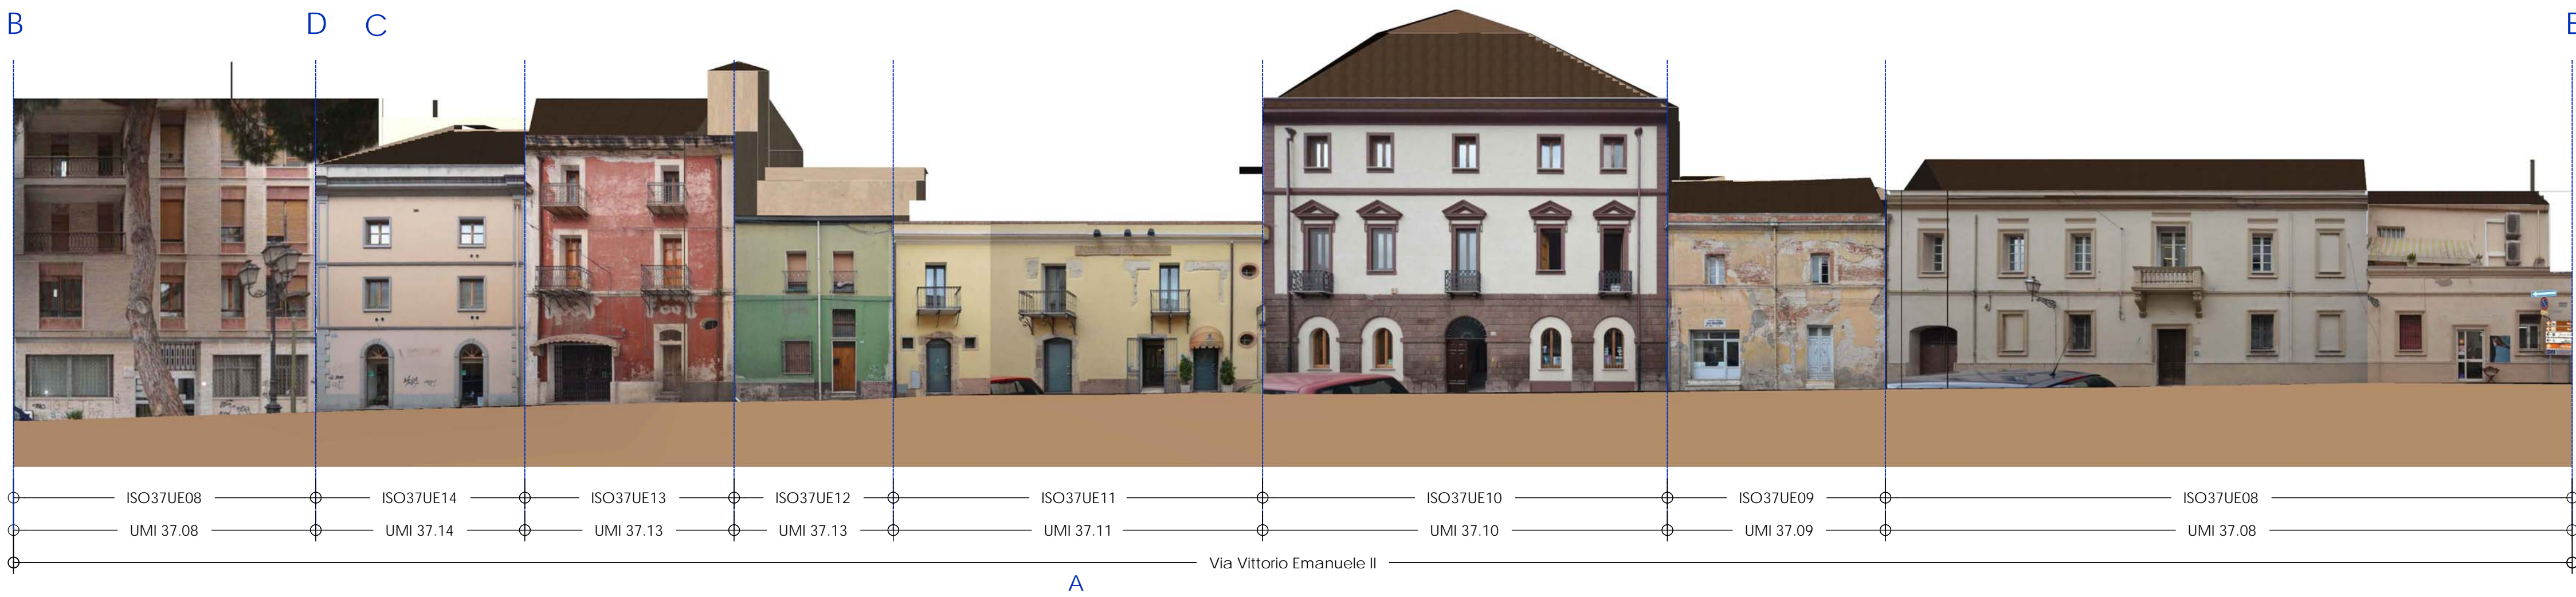 B D C E
ISO37UE08 ISO37UE14 ISO37UE13 ISO37UE12 ISO37UE11 ISO37UE10 ISO37UE09 ISO37UE08
UMI 37.08 UMI 37.14 UMI 37.13 UMI 37.13 UMI 37.11 UMI 37.10 UMI 37.09 UMI 37.08
Via Vittorio Emanuele II
A